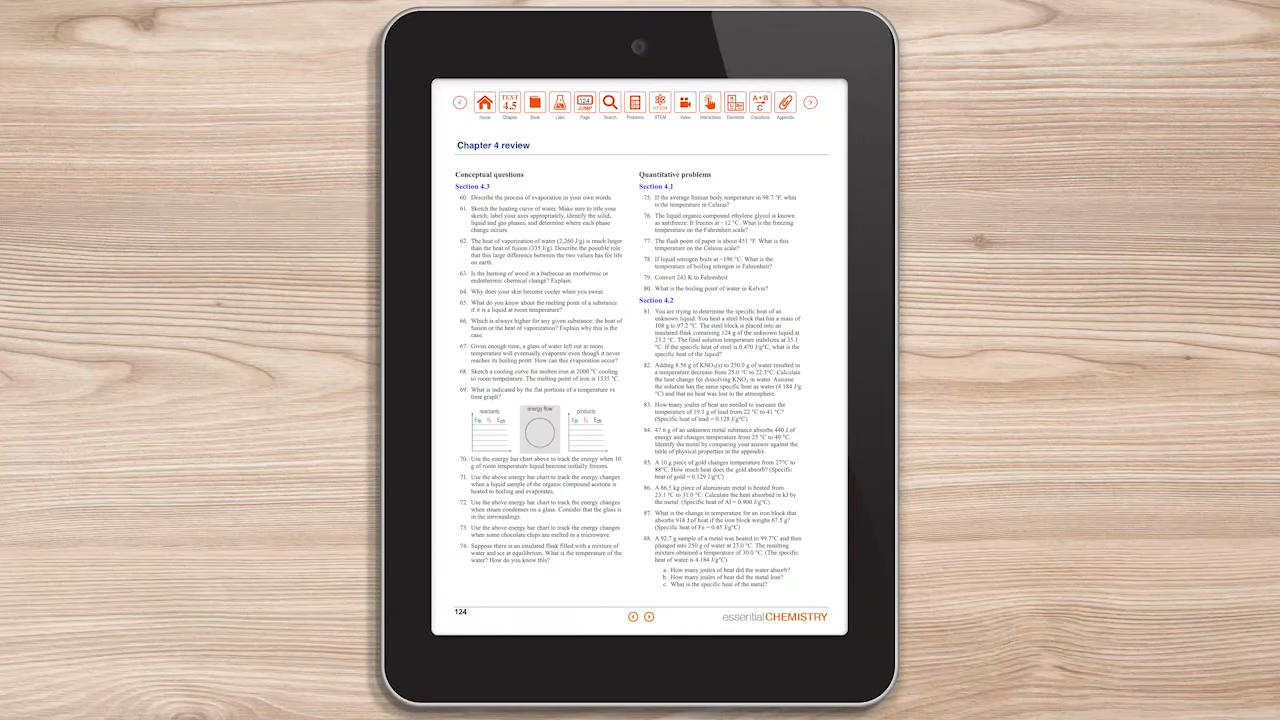 TEXT
4.5
123
JUMP
STEM
A+B
C
Home
Chapter
Book
Labs
Page
Search
Problems
STEM
Video
Interactives
Elements
Equations
Appendix
Chapter 4 review
Conceptual questions
Section 4.3
60. Describe the process of evaporation in your own words.
61. Sketch the heating curve of water. Make sure to title your
sketch, label your axes appropriately, identify the solid,
liquid and gas phases, and determine where each phase
change occurs.
62. The heat of vaporization of water (2,260 J/g) is much larger
than the heat of fusion (335 J/g). Describe the possible role
that this large difference between the two values has for life
on earth.
63. Is the burning of wood in a barbecue an exothermic or
endothermic chemical change? Explain.
64. Why does your skin become cooler when you sweat.
65. What do you know about the melting point of a substance
if it is a liquid at room temperature?
66. Which is always higher for any given substance: the heat of
fusion or the heat of vaporization? Explain why this is the
case.
67. Given enough time, a glass of water left out at room
temperature will eventually evaporate even though it never
reaches its boiling point. How can this evaporation occur?
68. Sketch a cooling curve for molten iron at 2000 °C cooling
to room temperature. The melting point of iron is 1535 °C.
69. What is indicated by the flat portions of a temperature vs
time graph?
reactants
energy flow
products
Ech
Ech
70. Use the energy bar chart above to track the energy when 10
g of room temperature liquid benzene initially freezes.
71. Use the above energy bar chart to track the energy changes
when a liquid sample of the organic compound acetone is
heated to boiling and evaporates.
72. Use the above energy bar chart to track the energy changes
when steam condenses on a glass. Consider that the glass is
in the surroundings.
73. Use the above energy bar chart to track the energy changes
when some chocolate chips are melted in a microwave.
74. Suppose there is an insulated flask filled with a mixture of
water and ice at equilibrium. What is the temperature of the
water? How do you know this?
Quantitative problems
Section 4.1
75. If the average human body temperature in 98.7 °F, what
is the temperature in Celsius?
76. The liquid organic compound ethylene glycol is known
as antifreeze. It freezes at −12 °C. What is the freezing
temperature on the Fahrenheit scale?
77. The flash point of paper is about 451 °F. What is this
temperature on the Celsius scale?
78. If liquid nitrogen boils at −196 °C. What is the
temperature of boiling nitrogen in Fahrenheit?
79. Convert 243 K to Fahrenheit
80. What is the boiling point of water in Kelvin?
Section 4.2
81. You are trying to determine the specific heat of an
unknown liquid. You heat a steel block that has a mass of
108 g to 97.2 °C. The steel block is placed into an
insulated flask containing 124 g of the unknown liquid at
23.2 °C. The final solution temperature stabilizes at 35.1
°C. If the specific heat of steel is 0.470 J/g°C, what is the
specific heat of the liquid?
82. Adding 8.56 g of KNO3(s) to 250.0 g of water resulted in
a temperature decrease from 25.0 °C to 22.3°C. Calculate
the heat change for dissolving KNO3 in water. Assume
the solution has the same specific heat as water (4.184 J/g
°C) and that no heat was lost to the atmosphere.
83. How many joules of heat are needed to increase the
temperature of 19.3 g of lead from 22 °C to 41 °C?
(Specific heat of lead = 0.128 J/g°C)
84. 47.6 g of an unknown metal substance absorbs 440 J of
energy and changes temperature from 25 °C to 49 °C.
Identify the metal by comparing your answer against the
table of physical properties in the appendix.
85. A 10 g piece of gold changes temperature from 27°C to
88°C. How much heat does the gold absorb? (Specific
heat of gold = 0.129 J/g°C)
86. A 86.5 kg piece of aluminium metal is heated from
23.1 °C to 31.0 °C. Calculate the heat absorbed in kJ by
the metal. (Specific heat of Al = 0.900 J/g°C)
87. What is the change in temperature for an iron block that
absorbs 918 J of heat if the iron block weighs 67.5 g?
(Specific heat of Fe = 0.45 J/g°C)
88. A 92.7 g sample of a metal was heated to 99.7°C and then
plunged into 250 g of water at 23.0 °C. The resulting
mixture obtained a temperature of 30.0 °C. (The specific
heat of water is 4.184 J/g°C)
a. How many joules of heat did the water absorb?
b. How many joules of heat did the metal lose?
c. What is the specific heat of the metal?
124
essentialCHEMISTRY